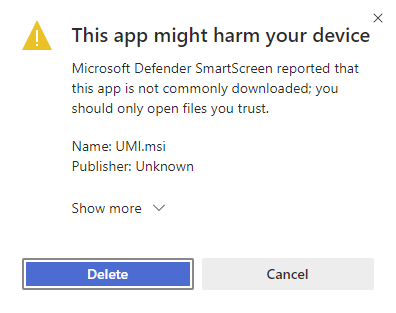 This app might harm your device
Microsoft Defender SmartScreen reported that
this app is not commonly downloaded; you
should only open files you trust.
Name: UMI.msi
Publisher: Unknown
Show more
Delete
Cancel